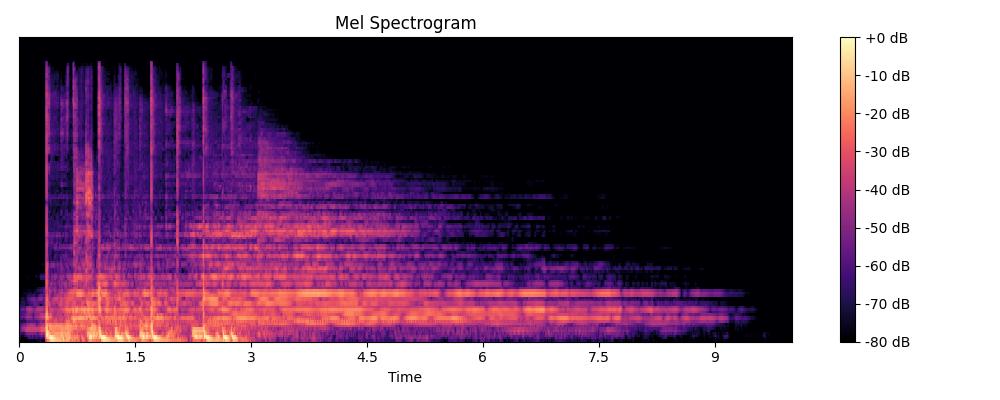 Mel Spectrogram
+0 dB
-10 dB
-20 dB
-30 dB
-40 dB
-50 dB
-60 dB
-70 dB
-80 dB
0 1.5 3 4.5 6 7.5 9
Time